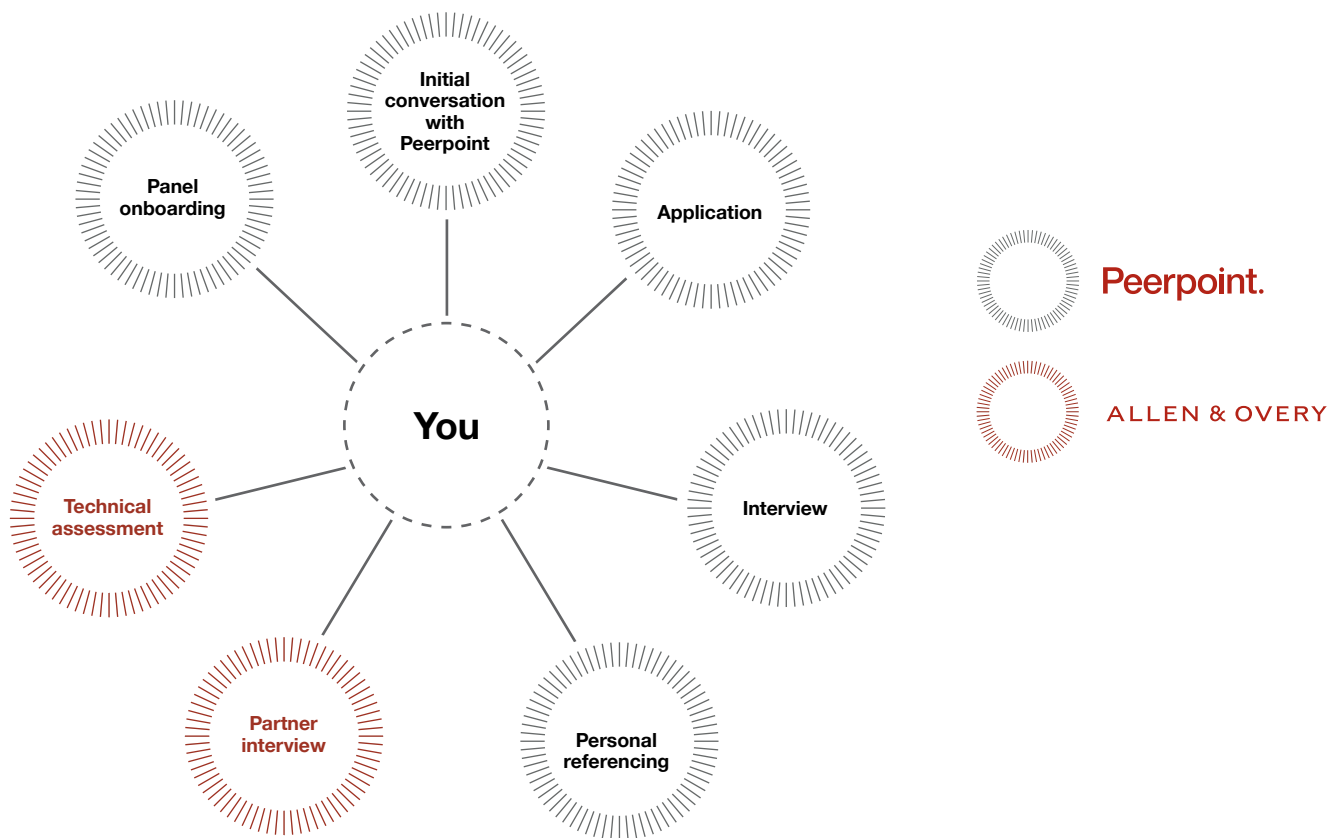 Initial
conversation
with
Peerpoint
Application
Interview
Personal
referencing
Partner
interview
Technical
assessment
Panel
onboarding
You
Peerpoint.
ALLEN & OVERY